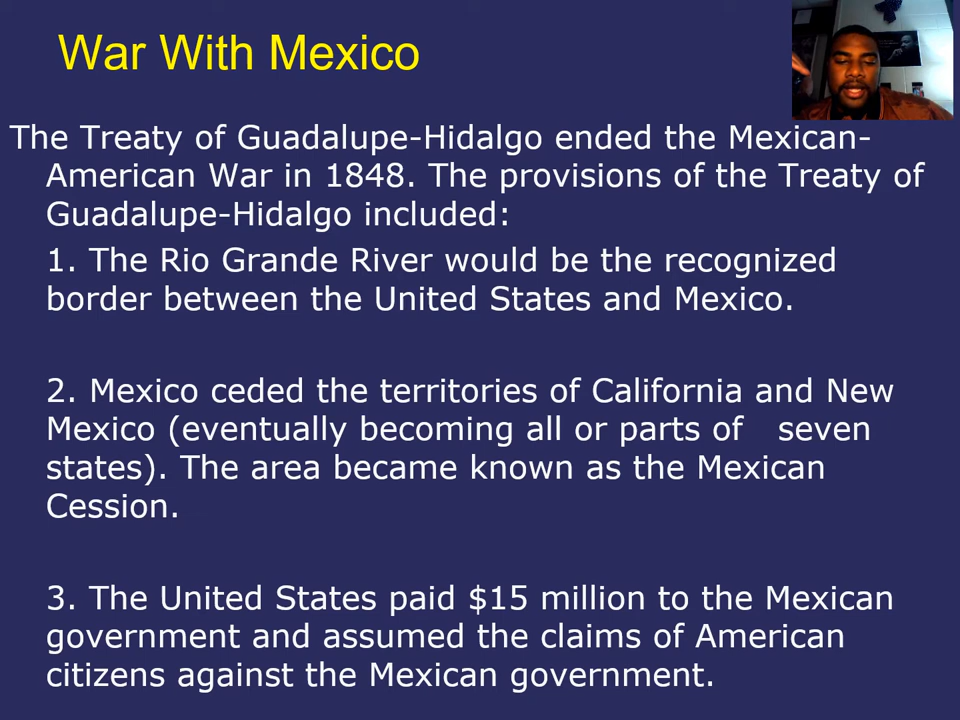 War With Mexico
The Treaty of Guadalupe-Hidalgo ended the Mexican-
American War in 1848. The provisions of the Treaty of
Guadalupe-Hidalgo included:
1. The Rio Grande River would be the recognized
border between the United States and Mexico.
2. Mexico ceded the territories of California and New
Mexico (eventually becoming all or parts of seven
states). The area became known as the Mexican
Cession.
3. The United States paid $15 million to the Mexican
government and assumed the claims of American
citizens against the Mexican government.